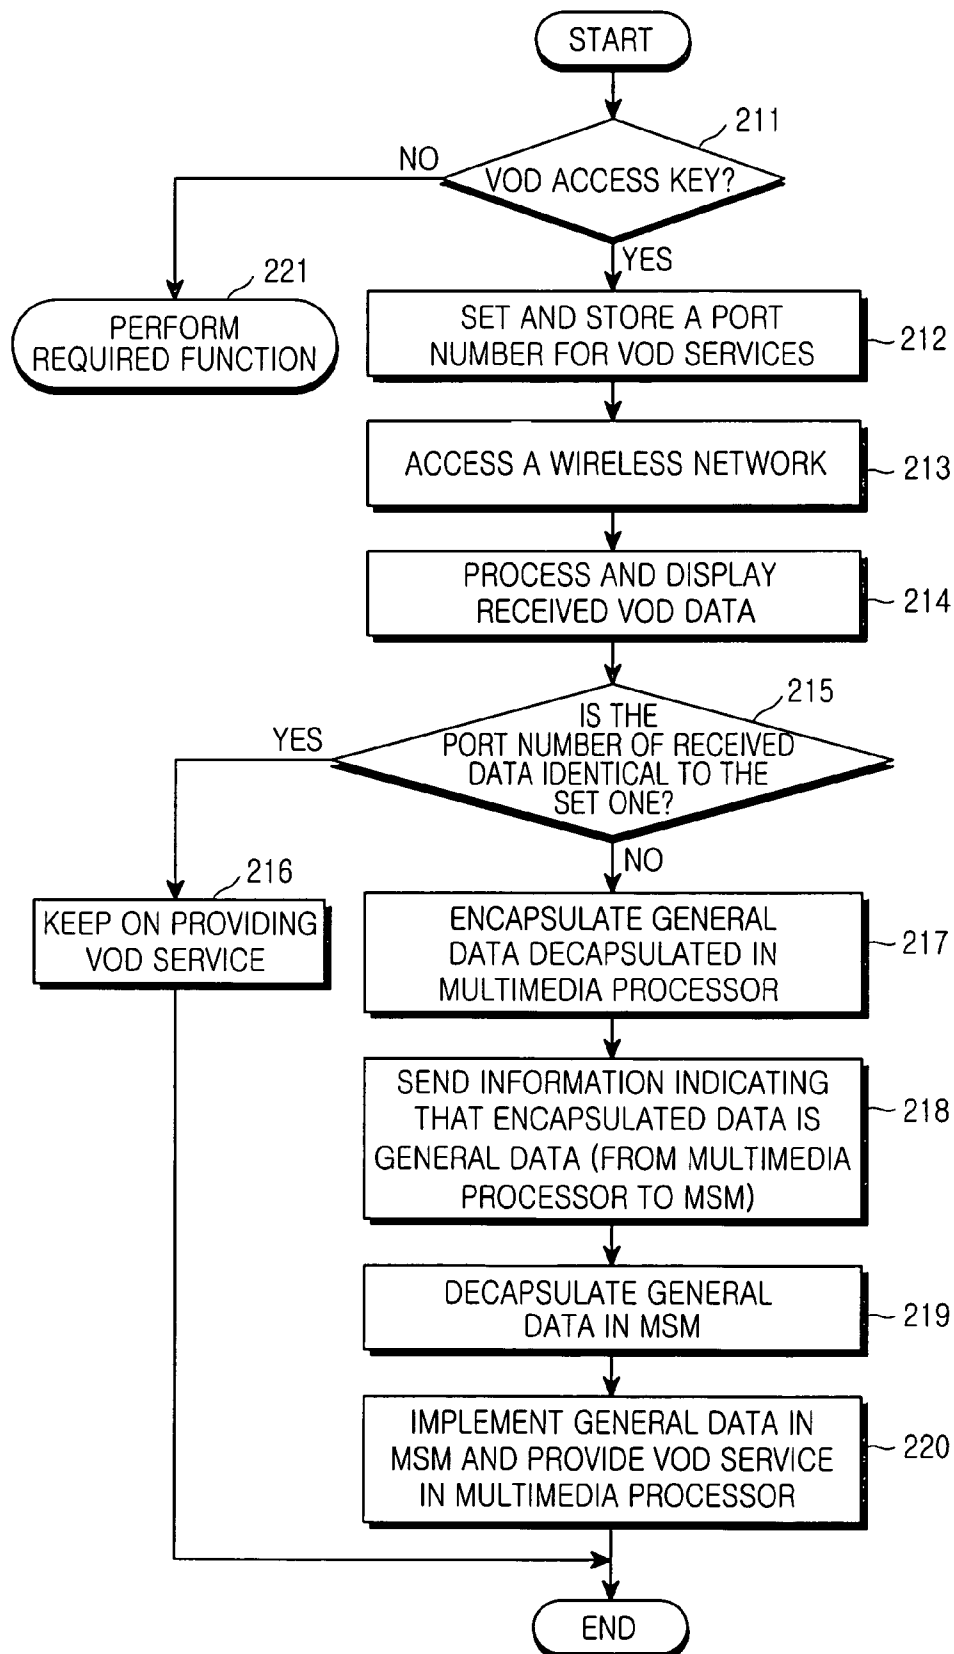 START
211
NO
VOD ACCESS KEY?
YES
221
PERFORM
REQUIRED FUNCTION
SET AND STORE A PORT
NUMBER FOR VOD SERVICES
212
ACCESS A WIRELESS NETWORK
213
PROCESS AND DISPLAY
RECEIVED VOD DATA
214
215
YES
IS THE
PORT NUMBER OF RECEIVED
DATA IDENTICAL TO THE
SET ONE?
NO
216
KEEP ON PROVIDING
VOD SERVICE
ENCAPSULATE GENERAL
DATA DECAPSULATED IN
MULTIMEDIA PROCESSOR
217
SEND INFORMATION INDICATING
THAT ENCAPSULATED DATA IS
GENERAL DATA (FROM MULTIMEDIA
PROCESSOR TO MSM)
218
DECAPSULATE GENERAL
DATA IN MSM
219
IMPLEMENT GENERAL DATA IN
MSM AND PROVIDE VOD SERVICE
IN MULTIMEDIA PROCESSOR
220
END